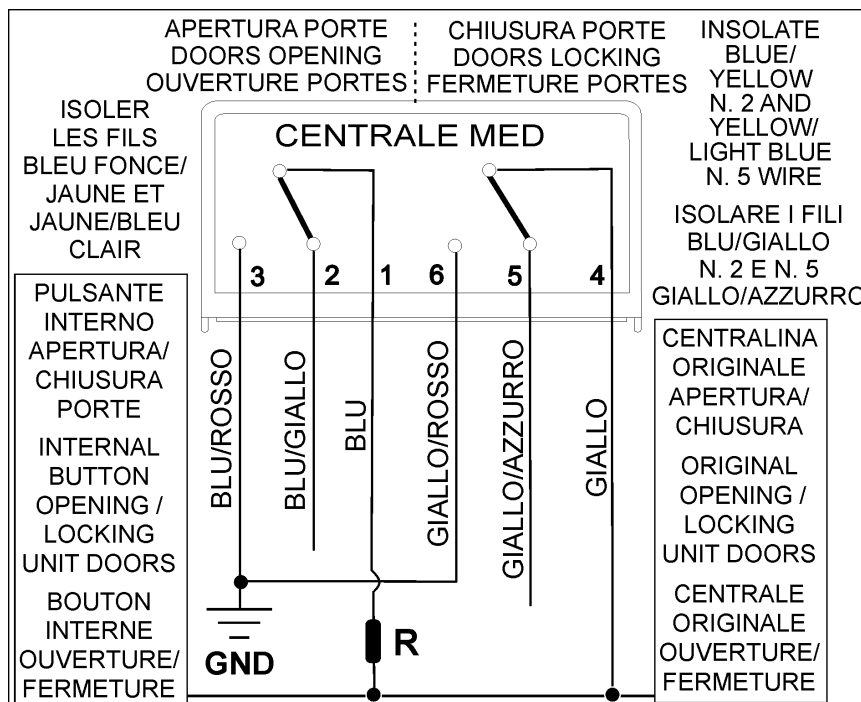 APERTURA PORTE
DOORS OPENING
OUVERTURE PORTES
CHIUSURA PORTE
DOORS LOCKING
FERMETURE PORTES
INSOLATE
BLUE/
YELLOW
N. 2 AND
YELLOW/
LIGHT BLUE
N. 5 WIRE
ISOLER
LES FILS
BLEU FONCE/
JAUNE ET
JAUNE/BLEU
CLAIR
CENTRALE MED
ISOLARE I FILI
BLU/GIALLO
N. 2 E N. 5
GIALLO/AZZURRO
3 2 1 6 5 4
PULSANTE
INTERNO
APERTURA/
CHIUSURA
PORTE
INTERNAL
BUTTON
OPENING /
LOCKING
UNIT DOORS
BOUTON
INTERNE
OUVERTURE/
FERMETURE
BLU/ROSSO
BLU/GIALLO
BLU
GIALLO/ROSSO
GIALLO/AZZURRO
GIALLO
GND
R
CENTRALINA
ORIGINALE
APERTURA/
CHIUSURA
ORIGINAL
OPENING /
LOCKING
UNIT DOORS
CENTRALE
ORIGINALE
OUVERTURE/
FERMETURE